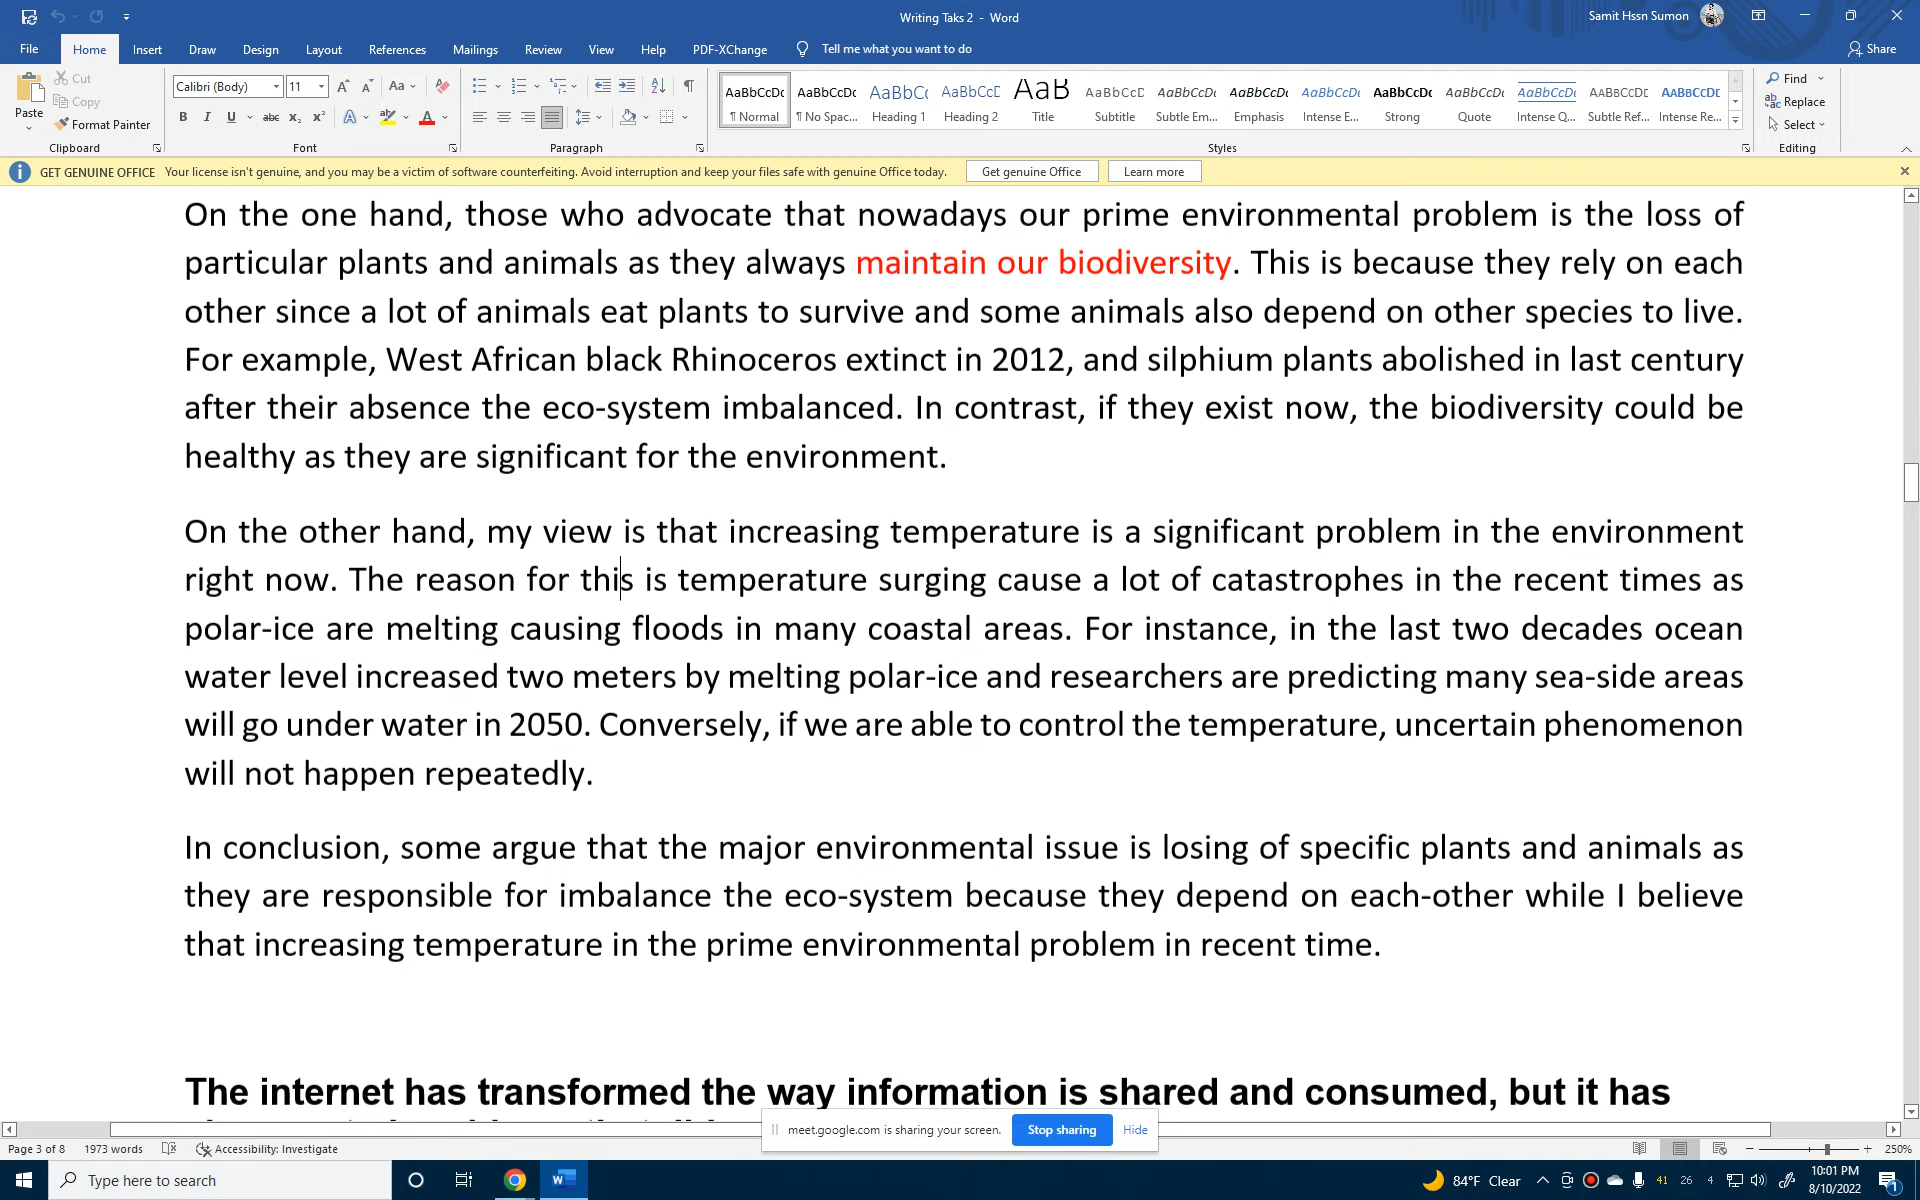 Writing Taks 2 - Word
Samit Hssn Sumon
File Home Insert Draw Design Layout References Mailings Review View Help PDF-XChange Tell me what you want to do Share
Paste
Cut
Copy
Format Painter
Clipboard
Calibri (Body) 11
Font
Paragraph
AaBbCcDc ¶ Normal
AaBbCcDc ¶ No Spac...
AaBbC Heading 1
AaBbCcD Heading 2
AaB Title
AaBbCcD Subtitle
AaBbCcDc Subtle Em...
AaBbCcDc Emphasis
AaBbCcDc Intense E...
AaBbCcDc Strong
AaBbCcDc Quote
AaBbCcDc Intense Q...
AABBCCDE Subtle Ref...
AABBCCDE Intense Re...
Styles
Find
Replace
Select
Editing
GET GENUINE OFFICE Your license isn't genuine, and you may be a victim of software counterfeiting. Avoid interruption and keep your files safe with genuine Office today. Get genuine Office Learn more
On the one hand, those who advocate that nowadays our prime environmental problem is the loss of
particular plants and animals as they always maintain our biodiversity. This is because they rely on each
other since a lot of animals eat plants to survive and some animals also depend on other species to live.
For example, West African black Rhinoceros extinct in 2012, and silphium plants abolished in last century
after their absence the eco-system imbalanced. In contrast, if they exist now, the biodiversity could be
healthy as they are significant for the environment.
On the other hand, my view is that increasing temperature is a significant problem in the environment
right now. The reason for this is temperature surging cause a lot of catastrophes in the recent times as
polar-ice are melting causing floods in many coastal areas. For instance, in the last two decades ocean
water level increased two meters by melting polar-ice and researchers are predicting many sea-side areas
will go under water in 2050. Conversely, if we are able to control the temperature, uncertain phenomenon
will not happen repeatedly.
In conclusion, some argue that the major environmental issue is losing of specific plants and animals as
they are responsible for imbalance the eco-system because they depend on each-other while I believe
that increasing temperature in the prime environmental problem in recent time.
The internet has transformed the way information is shared and consumed, but it has
meet.google.com is sharing your screen. Stop sharing Hide
Page 3 of 8 1973 words Accessibility: Investigate 250%
Type here to search
84°F Clear 41 26 4 10:01 PM
8/10/2022